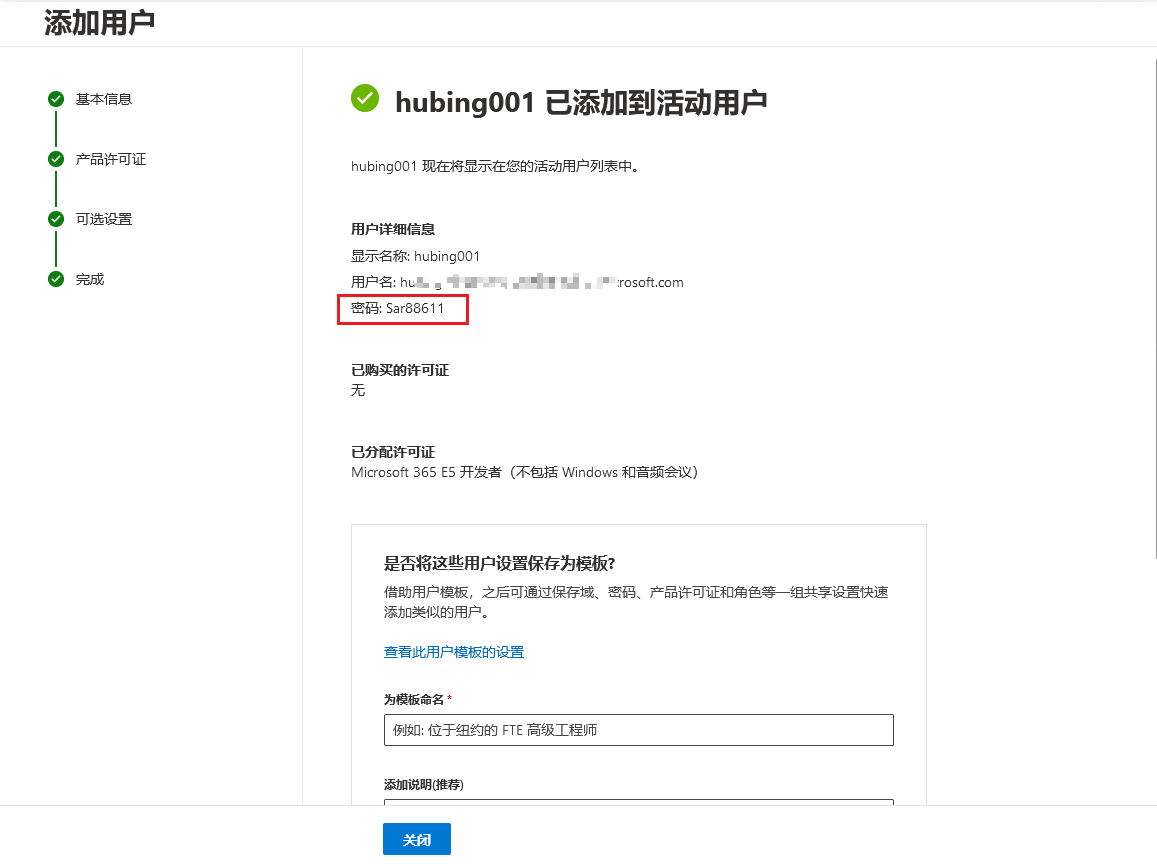 添加用户
基本信息
产品许可证
可选设置
完成
hubing001 已添加到活动用户
hubing001 现在将显示在您的活动用户列表中。
用户详细信息
显示名称: hubing001
用户名: hu rosoft.com
密码: Sar88611
已购买的许可证
无
已分配许可证
Microsoft 365 E5 开发者（不包括 Windows 和音频会议）
是否将这些用户设置保存为模板?
借助用户模板，之后可通过保存域、密码、产品许可证和角色等一组共享设置快速
添加类似的用户。
查看此用户模板的设置
为模板命名 *
例如: 位于纽约的 FTE 高级工程师
添加说明(推荐)
关闭